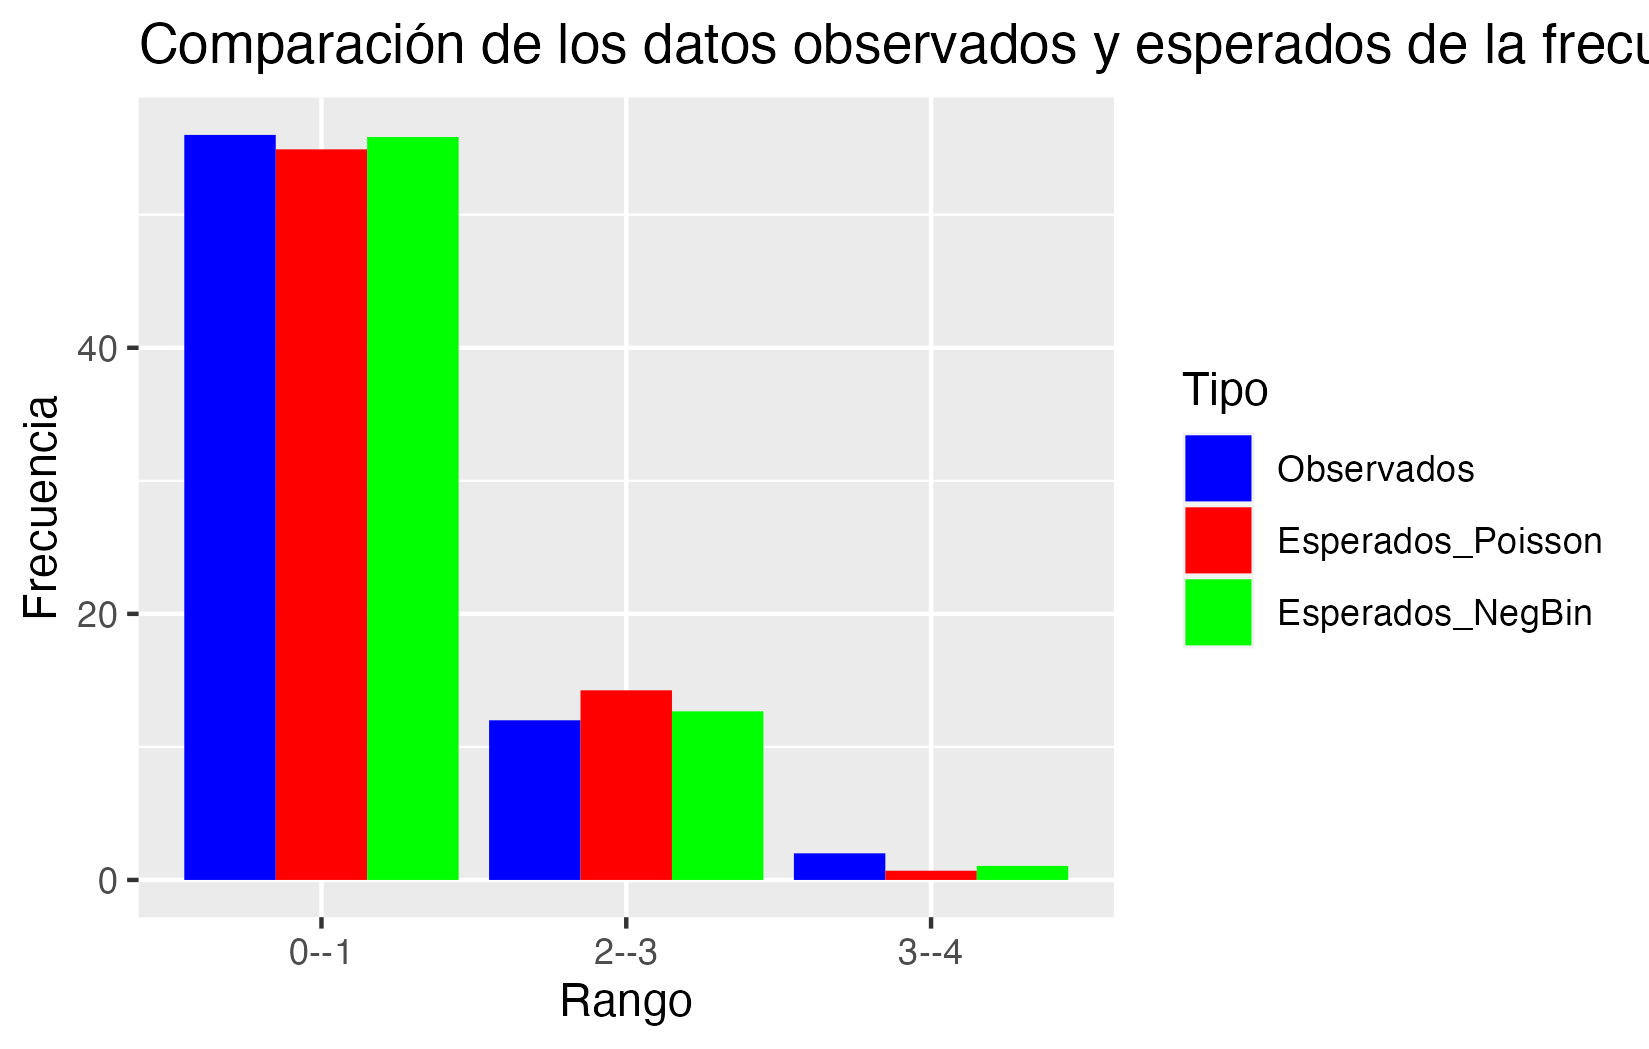 Comparación de los datos observados y esperados de la
Frecuencia
40
20
0
0--1
2--3
3--4
Rango
Tipo
Observados
Esperados_Poisson
Esperados_NegBin